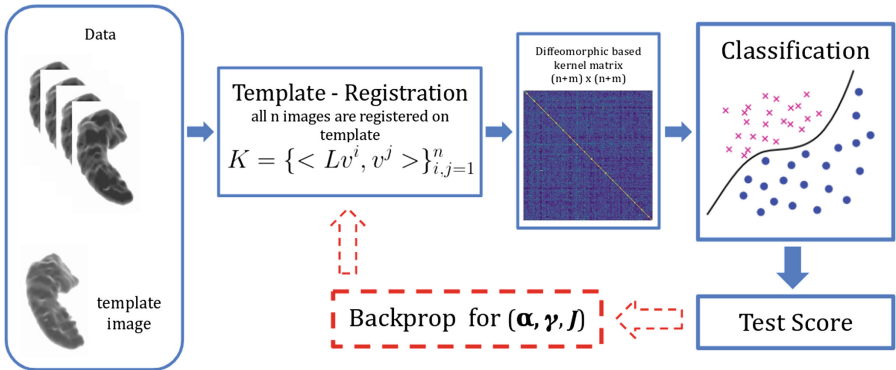 Data
template
image
Template - Registration
all n images are registered on
template
K = {< Lv^i, v^j >}^n_{i,j=1}
Diffeomorphic based
kernel matrix
(n+m) x (n+m)
Classification
Test Score
Backprop for (α, γ, J)